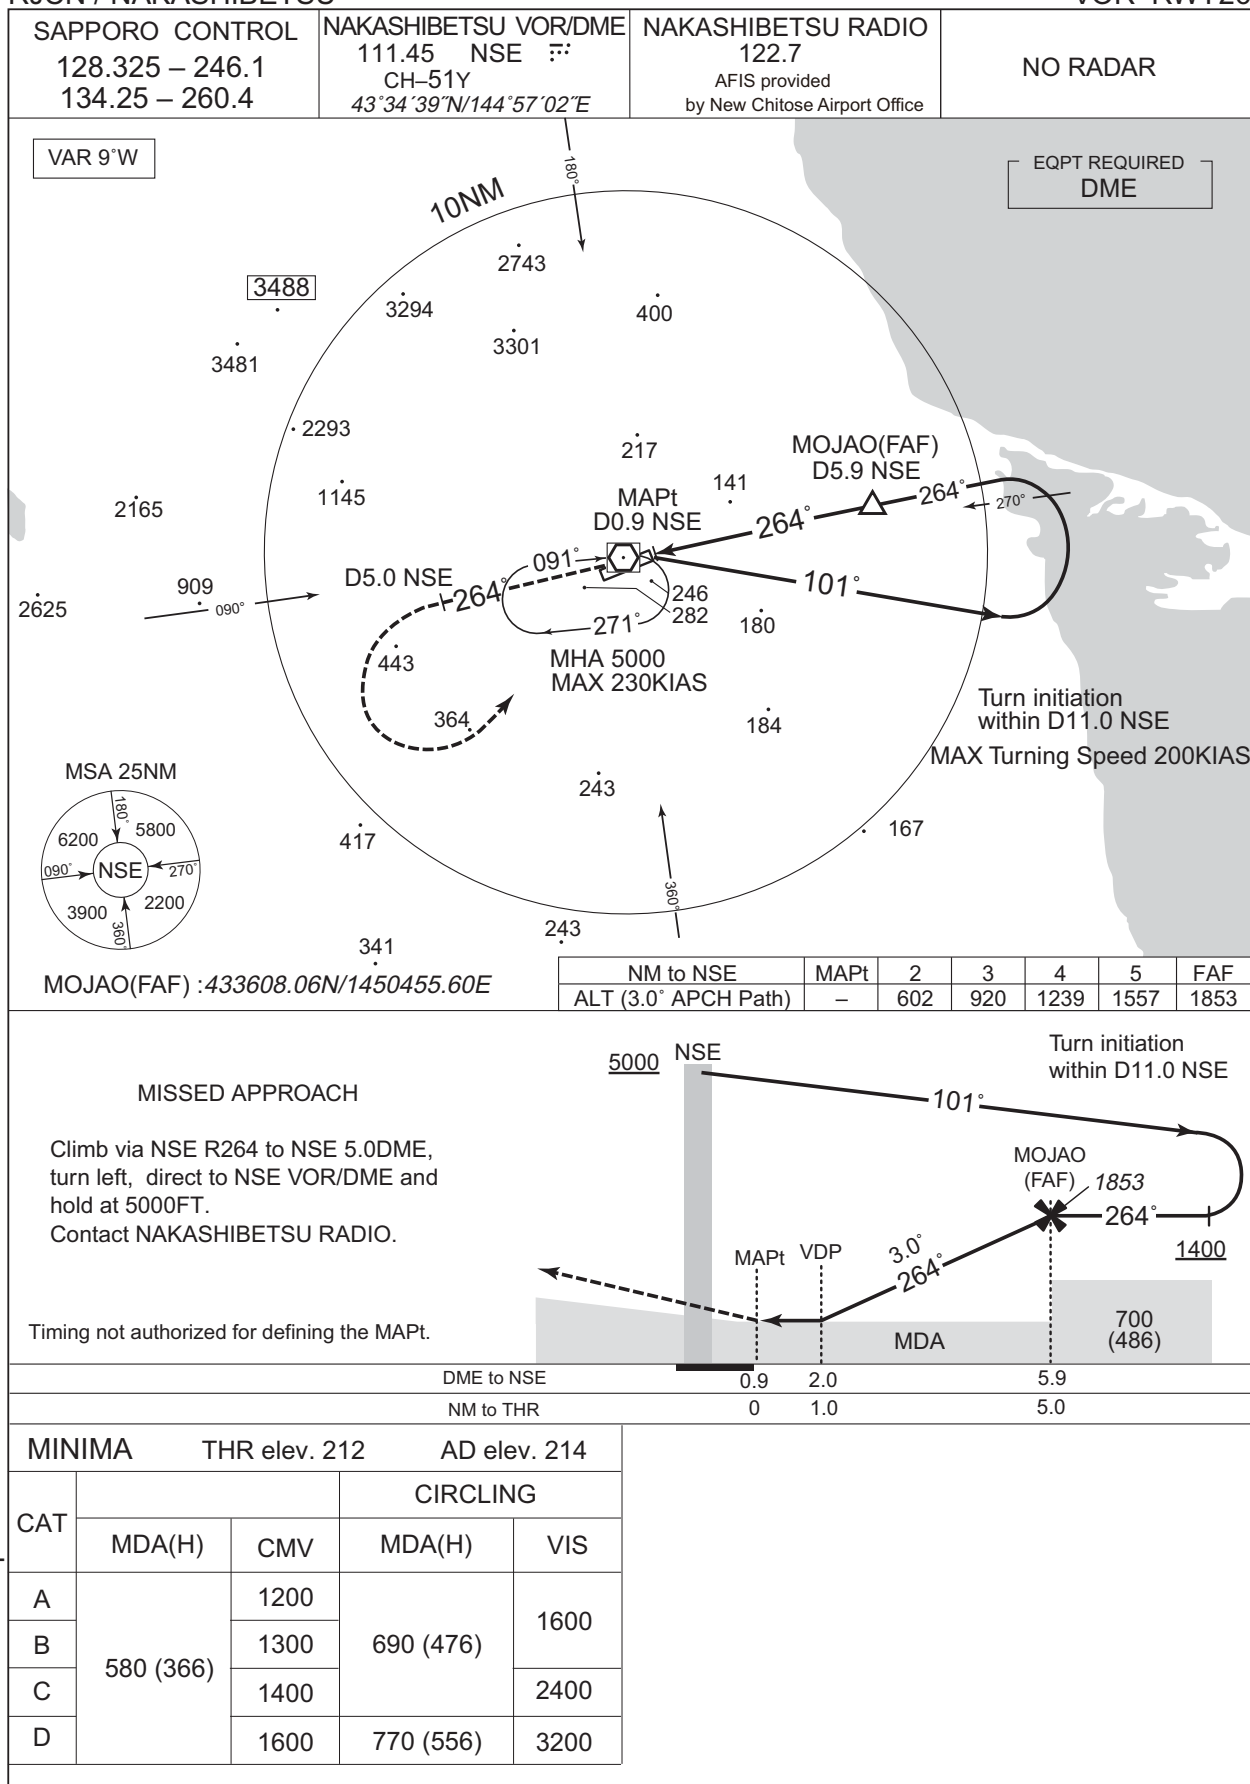 SAPPORO CONTROL
128.325 – 246.1
134.25 – 260.4
NAKASHIBETSU VOR/DME
111.45 NSE
CH–51Y
43°34´39˝N/144°57´02˝E
NAKASHIBETSU RADIO
122.7
AFIS provided
by New Chitose Airport Office
NO RADAR
VAR 9°W
EQPT REQUIRED
DME
10NM
180°
2743
3488
3294
400
3301
3481
2293
217
MOJAO(FAF)
D5.9 NSE
141
1145
2165
MAPt
D0.9 NSE
264°
264°
270°
091°
D5.0 NSE
264°
101°
909
2625
090°
246
282
271°
180
443
MHA 5000
MAX 230KIAS
364
184
Turn initiation
within D11.0 NSE
MAX Turning Speed 200KIAS
MSA 25NM
180°
6200
5800
090°
NSE
270°
3900
2200
360°
243
417
167
360°
243
341
MOJAO(FAF) :433608.06N/1450455.60E
NM to NSE MAPt 2 3 4 5 FAF
ALT (3.0° APCH Path) – 602 920 1239 1557 1853
MISSED APPROACH
Climb via NSE R264 to NSE 5.0DME,
turn left, direct to NSE VOR/DME and
hold at 5000FT.
Contact NAKASHIBETSU RADIO.
Timing not authorized for defining the MAPt.
5000 NSE
Turn initiation
within D11.0 NSE
101°
MOJAO
(FAF) 1853
264°
1400
MAPt VDP
3.0°
264°
MDA
700
(486)
DME to NSE 0.9 2.0 5.9
NM to THR 0 1.0 5.0
MINIMA THR elev. 212 AD elev. 214
CAT CIRCLING
MDA(H) CMV MDA(H) VIS
A 580 (366) 1200 690 (476) 1600
B 1300
C 1400 2400
D 1600 770 (556) 3200